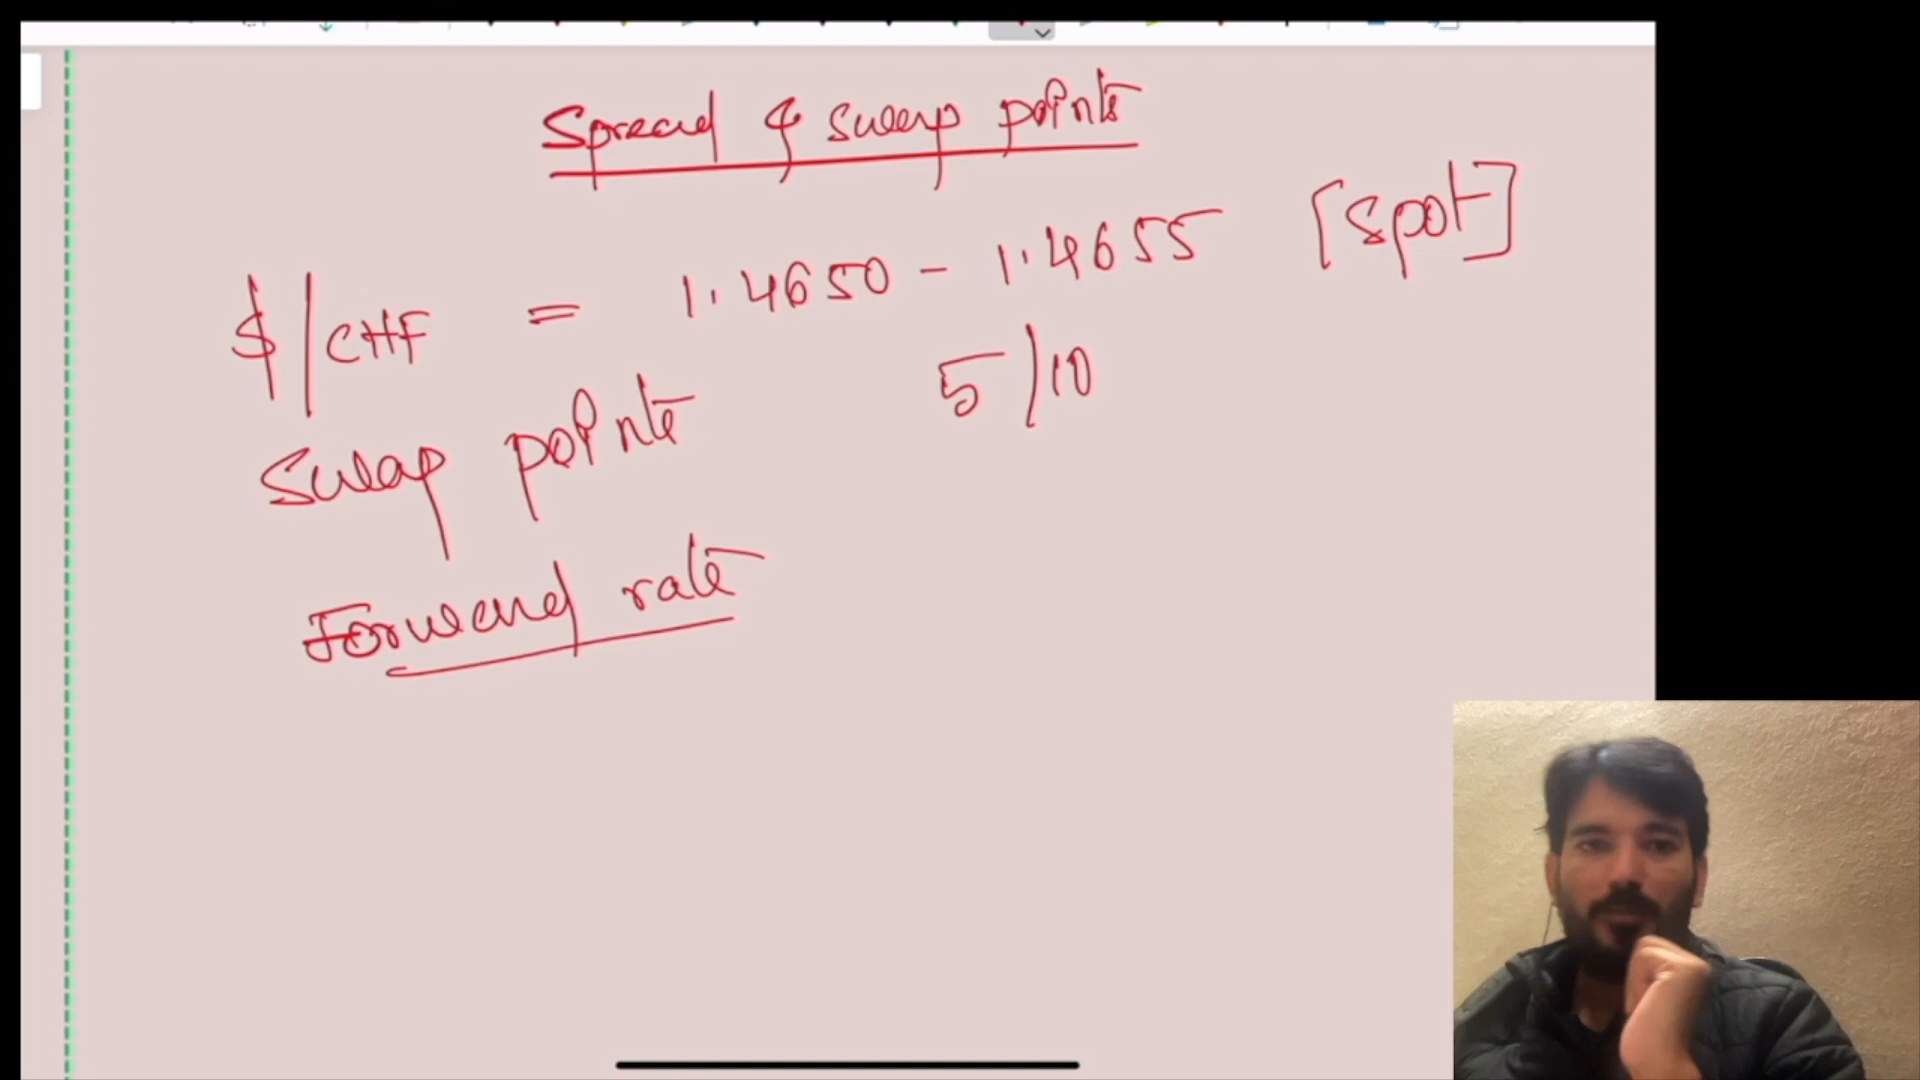 Spread & swap points
$/CHF = 1.4650 - 1.4655 [spot]
Swap points 5/10
Forward rate